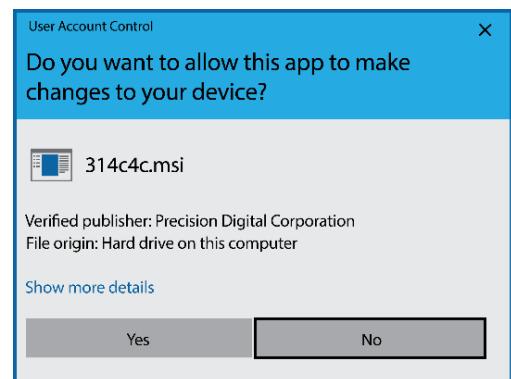 User Account Control
Do you want to allow this app to make
changes to your device?
314c4c.msi
Verified publisher: Precision Digital Corporation
File origin: Hard drive on this computer
Show more details
Yes
No